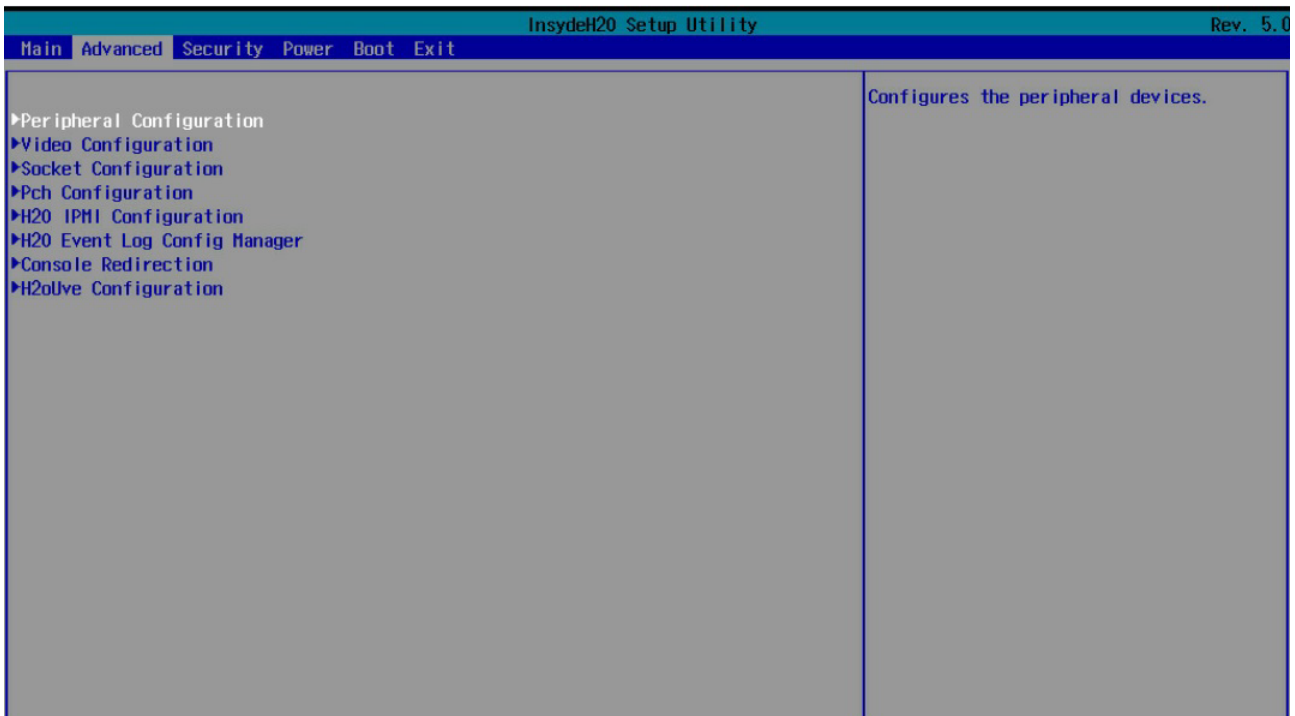 InsydeH20 Setup Utility Rev. 5.0
Main Advanced Security Power Boot Exit
Configures the peripheral devices.
▶Peripheral Configuration
▶Video Configuration
▶Socket Configuration
▶Pch Configuration
▶H20 IPMI Configuration
▶H20 Event Log Config Manager
▶Console Redirection
▶H2oUve Configuration